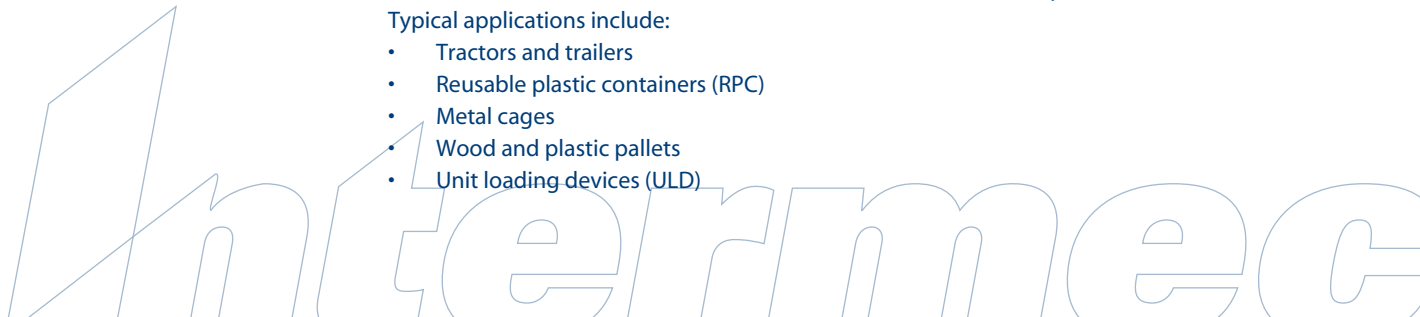 Typical applications include:
• Tractors and trailers
• Reusable plastic containers (RPC)
• Metal cages
• Wood and plastic pallets
• Unit loading devices (ULD)
Intermec